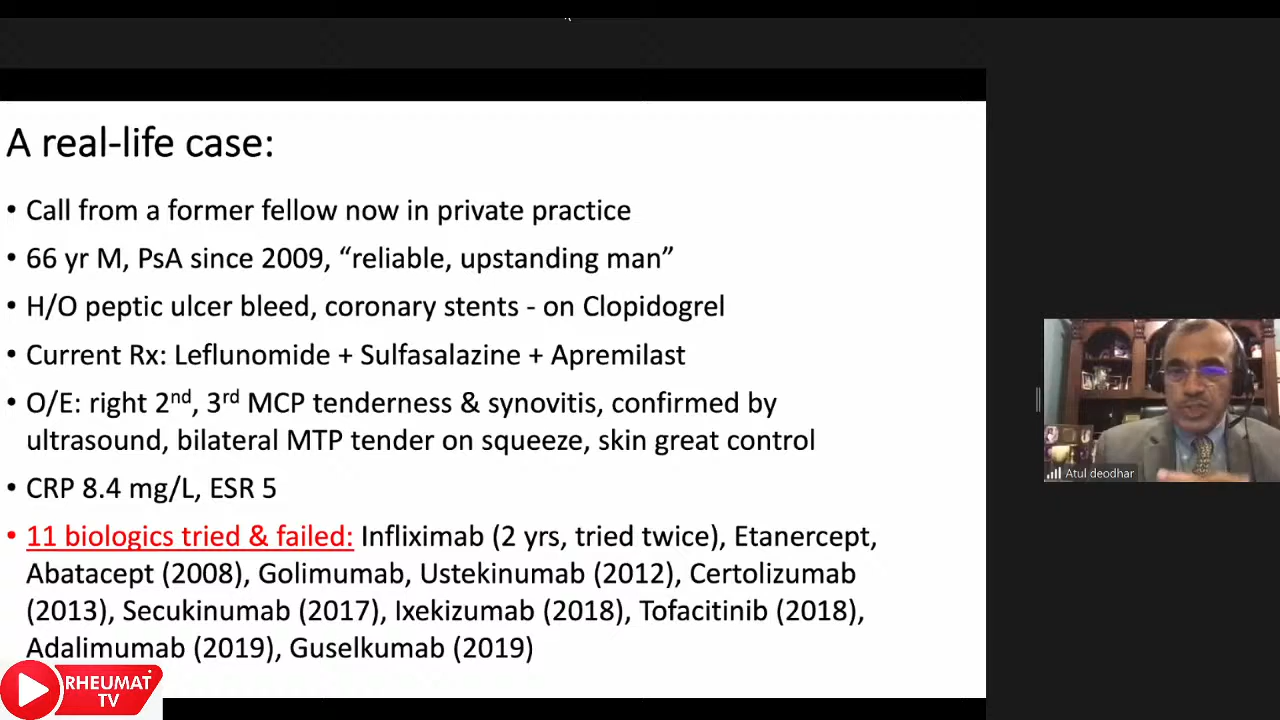 A real-life case:
• Call from a former fellow now in private practice
• 66 yr M, PsA since 2009, “reliable, upstanding man”
• H/O peptic ulcer bleed, coronary stents - on Clopidogrel
• Current Rx: Leflunomide + Sulfasalazine + Apremilast
• O/E: right 2nd, 3rd MCP tenderness & synovitis, confirmed by
ultrasound, bilateral MTP tender on squeeze, skin great control
• CRP 8.4 mg/L, ESR 5
• 11 biologics tried & failed: Infliximab (2 yrs, tried twice), Etanercept,
Abatacept (2008), Golimumab, Ustekinumab (2012), Certolizumab
(2013), Secukinumab (2017), Ixekizumab (2018), Tofacitinib (2018),
Adalimumab (2019), Guselkumab (2019)
RHEUMAT
TV
Atul deodhar